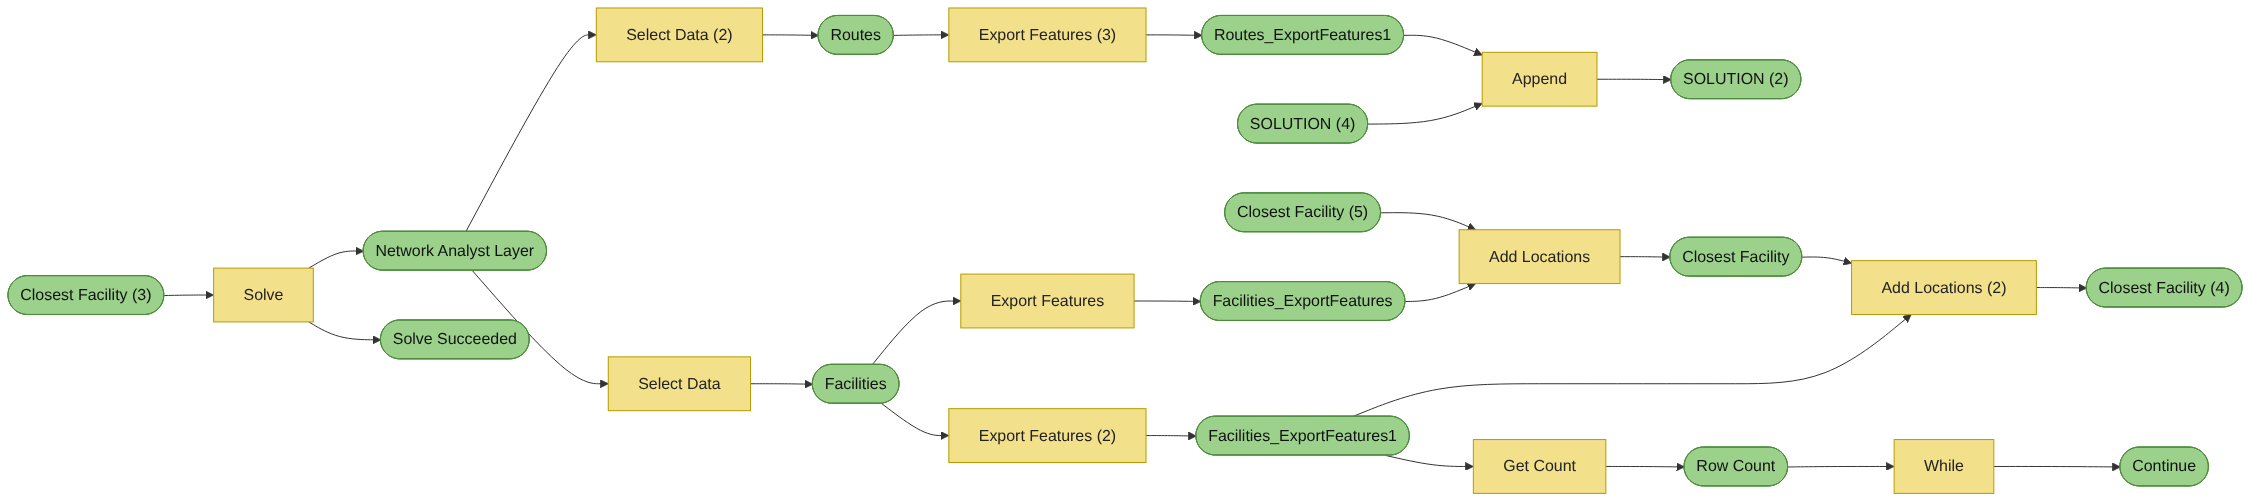 Select Data (2)
Routes
Export Features (3)
Routes_ExportFeatures1
Append
SOLUTION (2)
SOLUTION (4)
Closest Facility (5)
Network Analyst Layer
Add Locations
Closest Facility
Closest Facility (3)
Solve
Export Features
Facilities_ExportFeatures
Add Locations (2)
Closest Facility (4)
Solve Succeeded
Select Data
Facilities
Export Features (2)
Facilities_ExportFeatures1
Get Count
Row Count
While
Continue